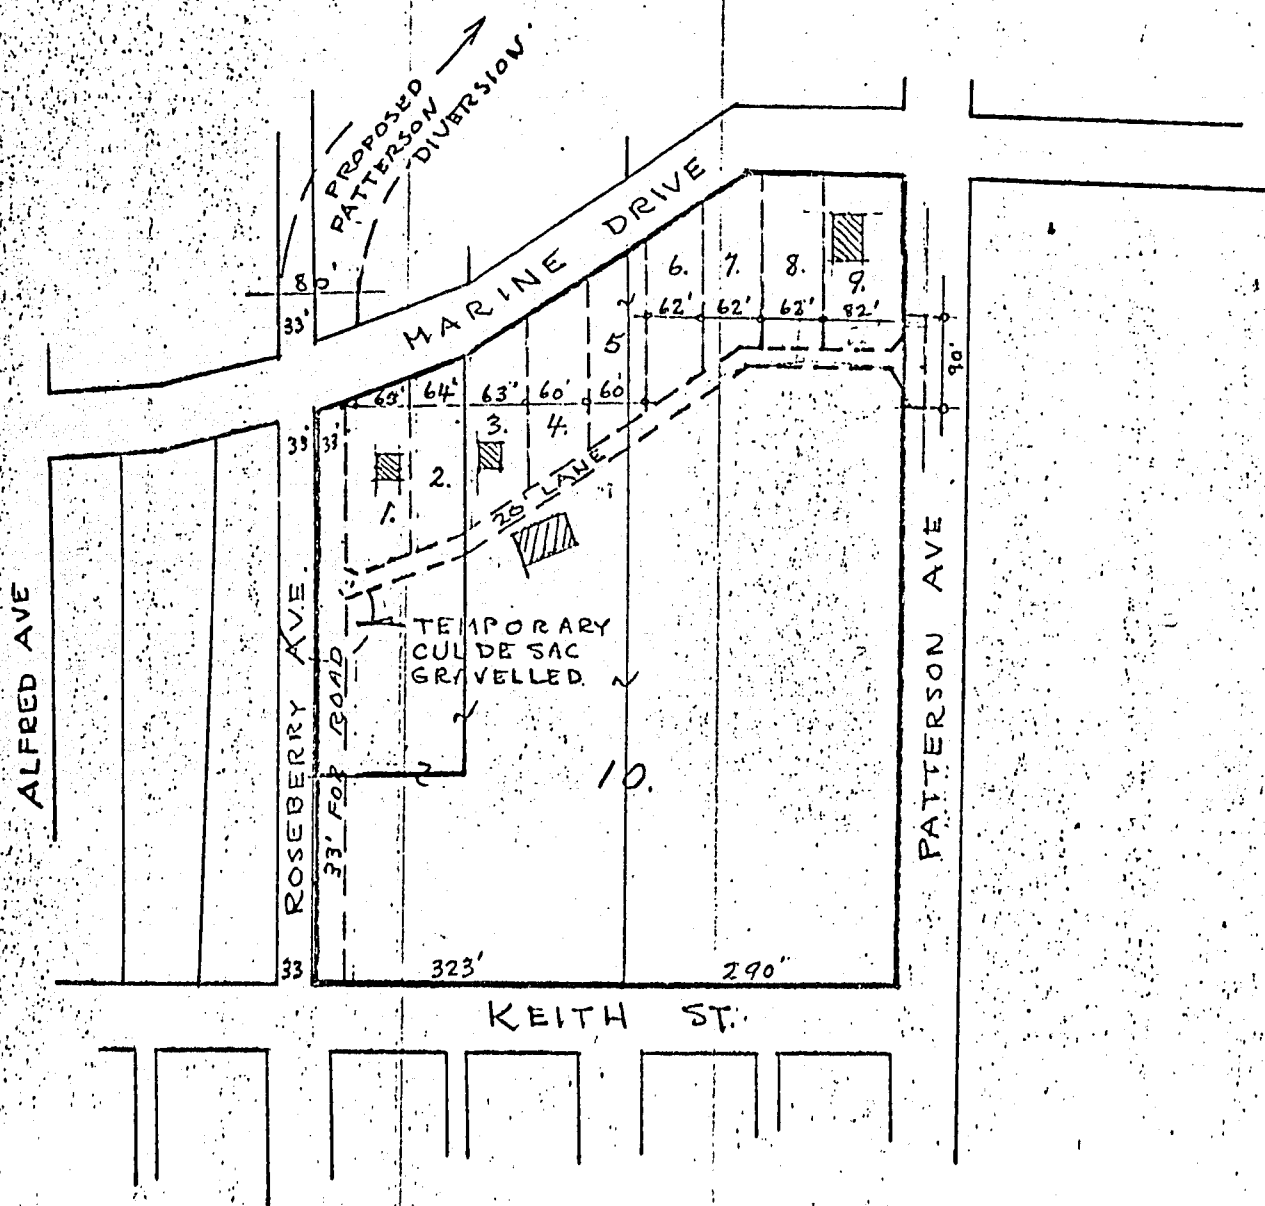 PROPOSED
PATTERSON
DIVERSION.
80'
33'
MARINE DRIVE
6.
7.
8.
9.
62'
62'
62"
82'
90'
5
64'
63"
60'
60'
33'
33'
3.
4.
2.
1.
20' LANE
TEMPORARY
CUL DE SAC
GRAVELLED.
ALFRED AVE
ROSEBERRY AVE.
33' FOR ROAD
PATTERSON AVE
10.
33
323'
290"
KEITH ST.